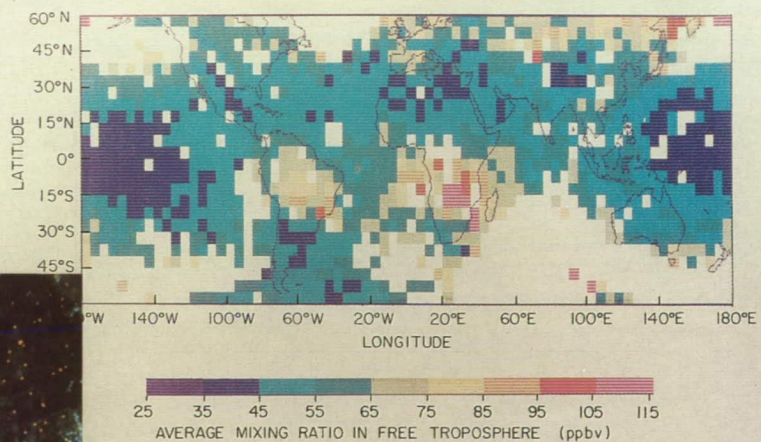 60°N
45°N
30°N
15°N
0°
15°S
30°S
45°S
LATITUDE
°W 140°W 100°W 60°W 20°W 20°E 60°E 100°E 140°E 180°E
LONGITUDE
25 35 45 55 65 75 85 95 105 115
AVERAGE MIXING RATIO IN FREE TROPOSPHERE (ppbv)